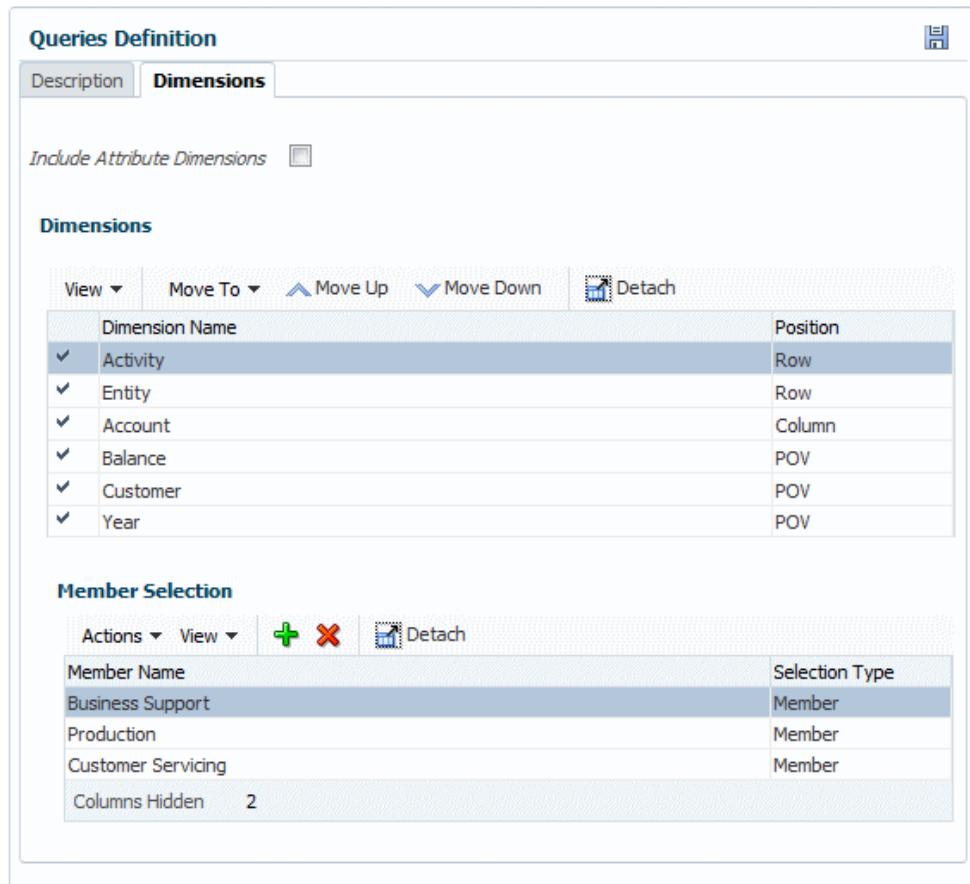 Queries Definition
Description Dimensions
Include Attribute Dimensions
Dimensions
View Move To Move Up Move Down Detach
Dimension Name Position
Activity Row
Entity Row
Account Column
Balance POV
Customer POV
Year POV
Member Selection
Actions View Detach
Member Name Selection Type
Business Support Member
Production Member
Customer Servicing Member
Columns Hidden 2